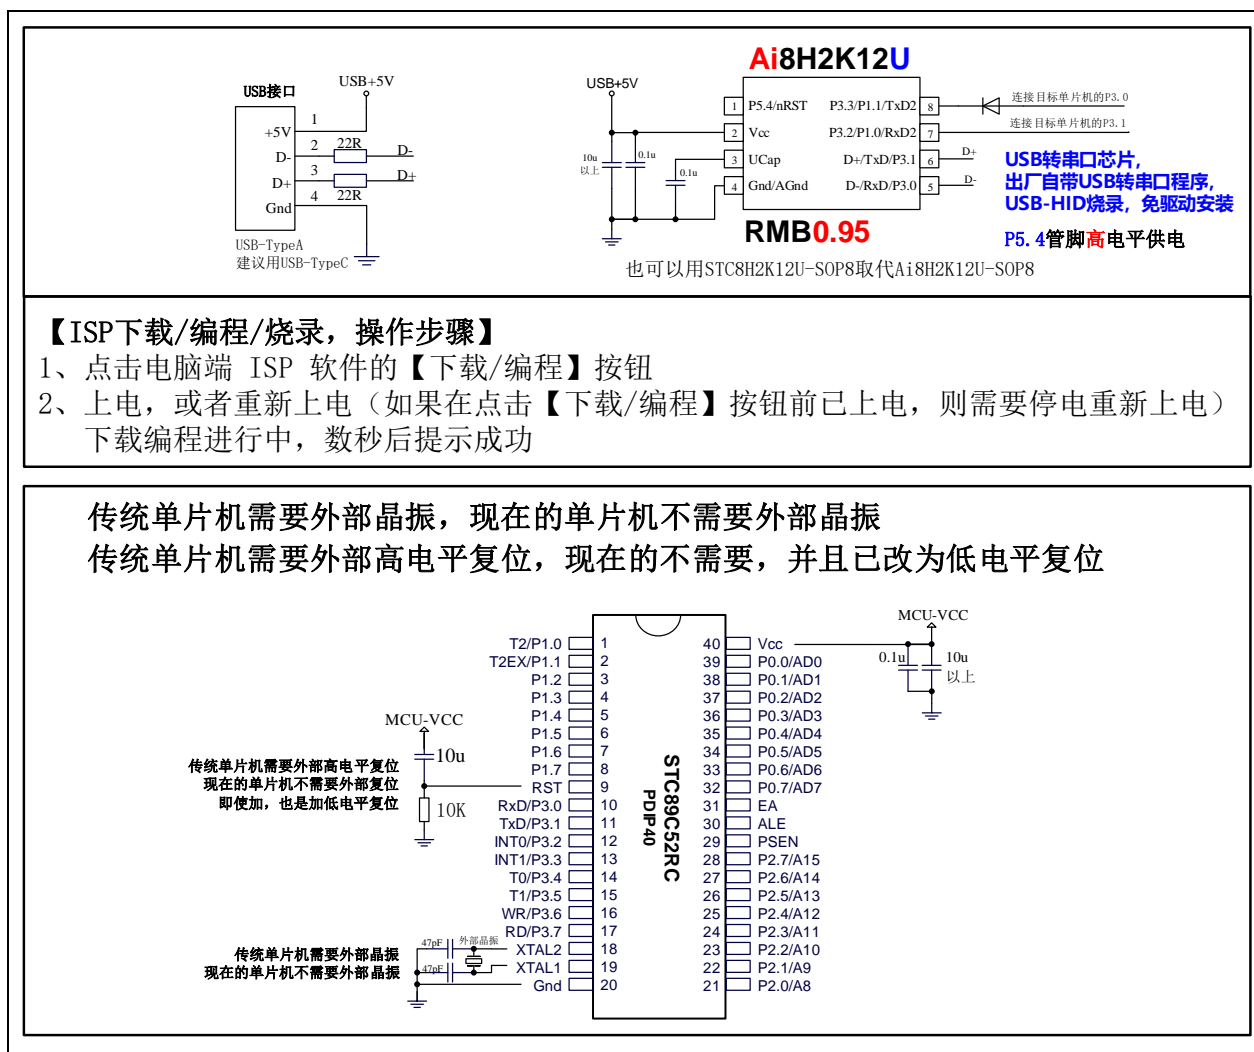 Ai8H2K12U
USB接口
USB+5V
+5V
1
D-
2
22R
D-
D+
3
22R
D+
Gnd
4
USB-TypeA
建议用USB-TypeC
USB+5V
10u
以上
0.1u
0.1u
1 P5.4/nRST P3.3/P1.1/TxD2 8
2 Vcc P3.2/P1.0/RxD2 7
3 UCap D+/TxD/P3.1 6 D+
4 Gnd/AGnd D-/RxD/P3.0 5 D-
连接目标单片机的P3.0
连接目标单片机的P3.1
RMB0.95
USB转串口芯片,
出厂自带USB转串口程序,
USB-HID烧录，免驱动安装
P5.4管脚高电平供电
也可以用STC8H2K12U-SOP8取代Ai8H2K12U-SOP8
【ISP下载/编程/烧录，操作步骤】
1、点击电脑端 ISP 软件的【下载/编程】按钮
2、上电，或者重新上电（如果在点击【下载/编程】按钮前已上电，则需要停电重新上电）
下载编程进行中，数秒后提示成功
传统单片机需要外部晶振，现在的单片机不需要外部晶振
传统单片机需要外部高电平复位，现在的不需要，并且已改为低电平复位
MCU-VCC
10u
10K
传统单片机需要外部高电平复位
现在的单片机不需要外部复位
即使加，也是加低电平复位
传统单片机需要外部晶振
现在的单片机不需要外部晶振
47pF
外部晶振
47pF
T2/P1.0 1
T2EX/P1.1 2
P1.2 3
P1.3 4
P1.4 5
P1.5 6
P1.6 7
P1.7 8
RST 9
RxD/P3.0 10
TxD/P3.1 11
INT0/P3.2 12
INT1/P3.3 13
T0/P3.4 14
T1/P3.5 15
WR/P3.6 16
RD/P3.7 17
XTAL2 18
XTAL1 19
Gnd 20
STC89C52RC
PDIP40
40 Vcc
39 P0.0/AD0
38 P0.1/AD1
37 P0.2/AD2
36 P0.3/AD3
35 P0.4/AD4
34 P0.5/AD5
33 P0.6/AD6
32 P0.7/AD7
31 EA
30 ALE
29 PSEN
28 P2.7/A15
27 P2.6/A14
26 P2.5/A13
25 P2.4/A12
24 P2.3/A11
23 P2.2/A10
22 P2.1/A9
21 P2.0/A8
MCU-VCC
0.1u
10u
以上